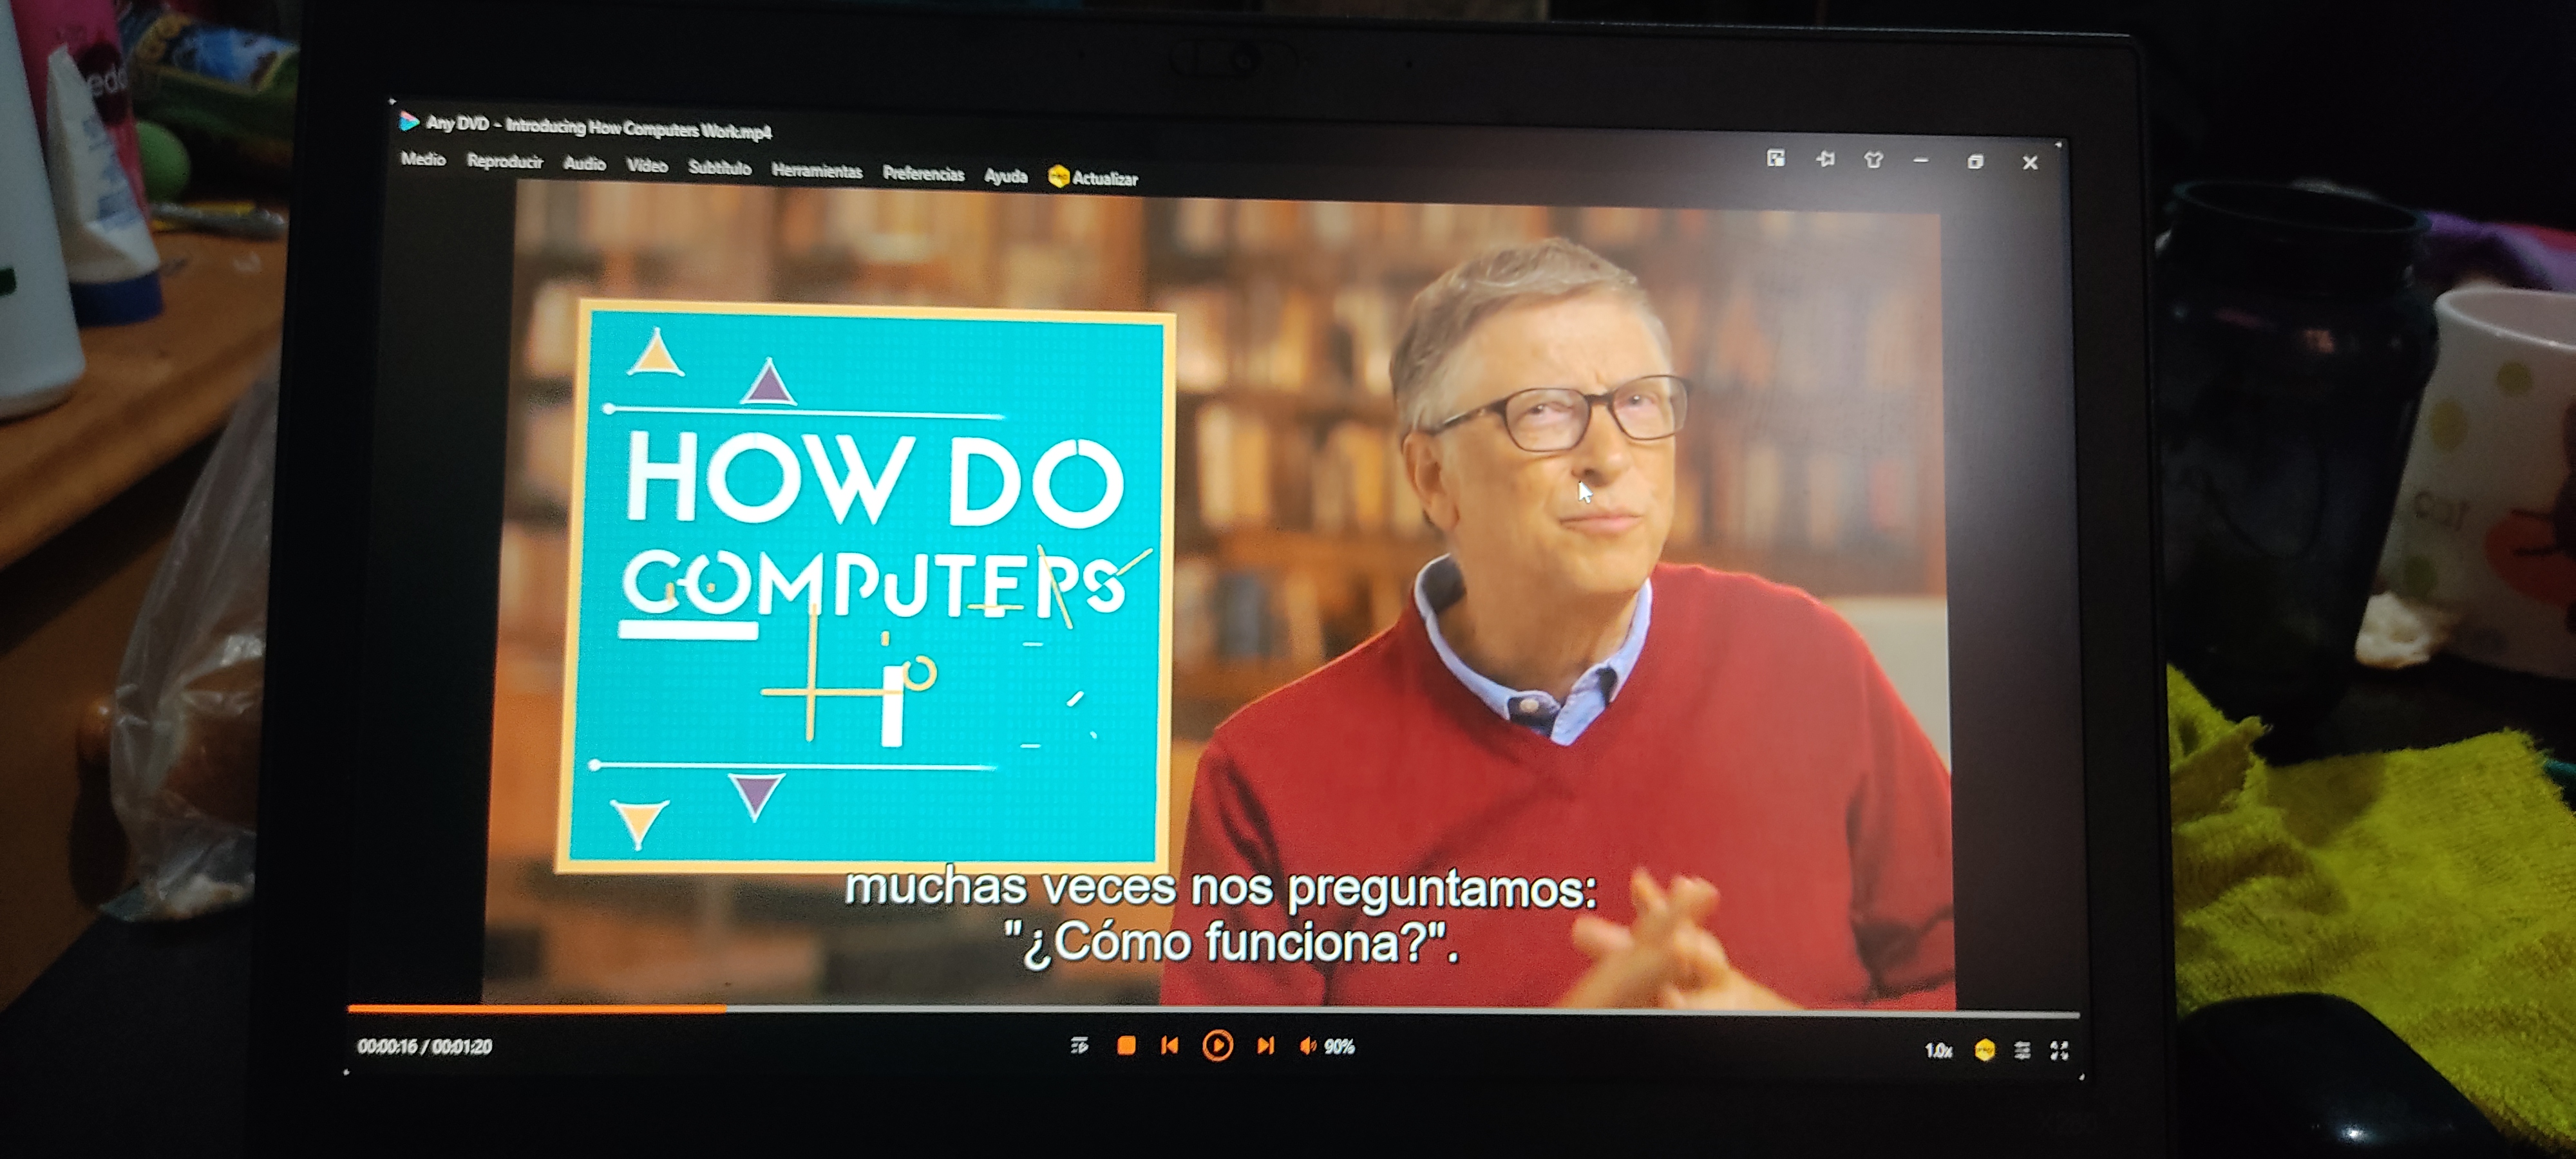 Any DVD - Introducing How Computers Work.mp4
Medio Reproducir Audio Vídeo Subtítulo Herramientas Preferencias Ayuda Actualizar
HOW DO
COMPUTERS
muchas veces nos preguntamos:
"¿Cómo funciona?".
00:00:16 / 00:01:20
90%
1.0x